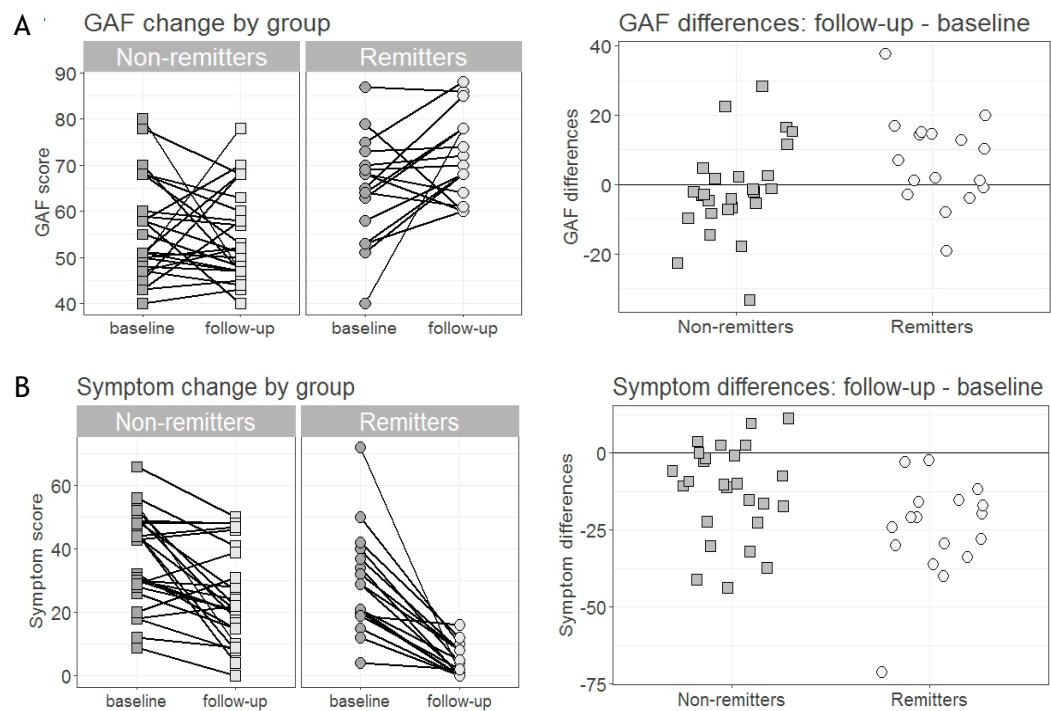 A
GAF change by group
Non-remitters
Remitters
GAF score
90
80
70
60
50
40
baseline
follow-up
baseline
follow-up
GAF differences: follow-up - baseline
GAF differences
40
20
0
-20
Non-remitters
Remitters
B
Symptom change by group
Non-remitters
Remitters
Symptom score
60
40
20
0
baseline
follow-up
baseline
follow-up
Symptom differences: follow-up - baseline
Symptom differences
0
-25
-50
-75
Non-remitters
Remitters